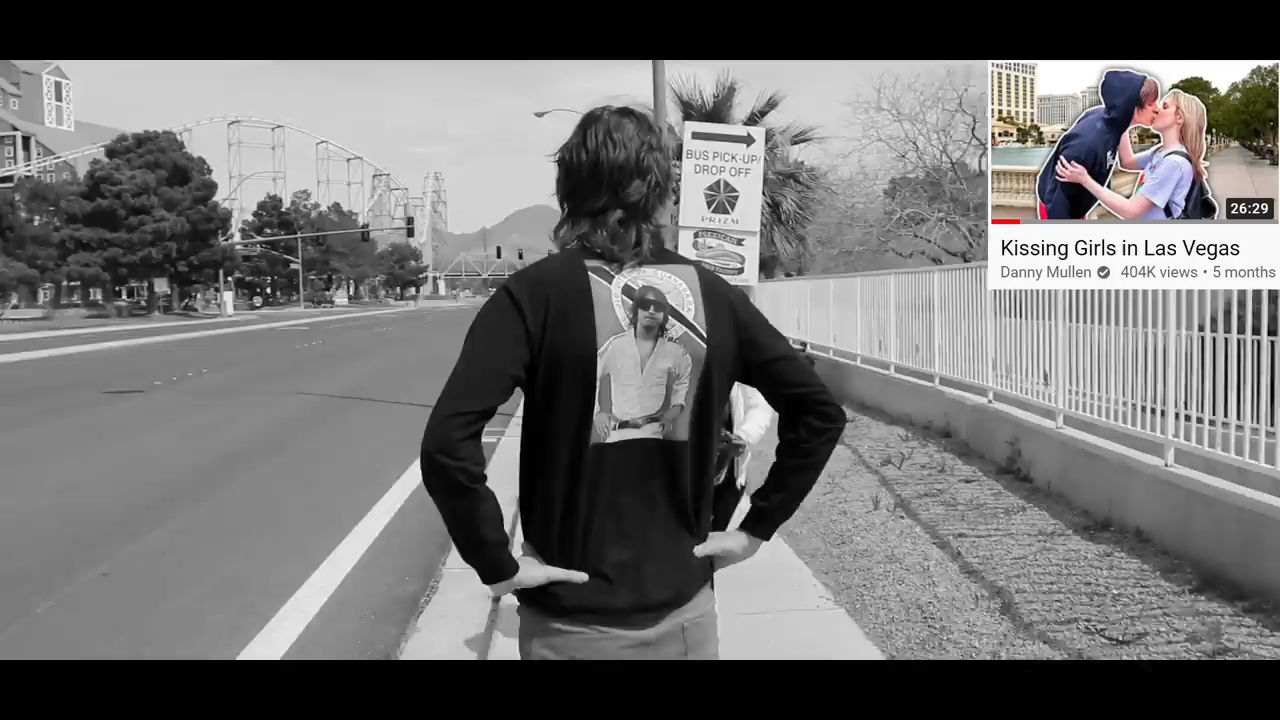 BUS PICK-UP/
DROP OFF
PRIZM
MEXICAN
26:29
Kissing Girls in Las Vegas
Danny Mullen 404K views • 5 months